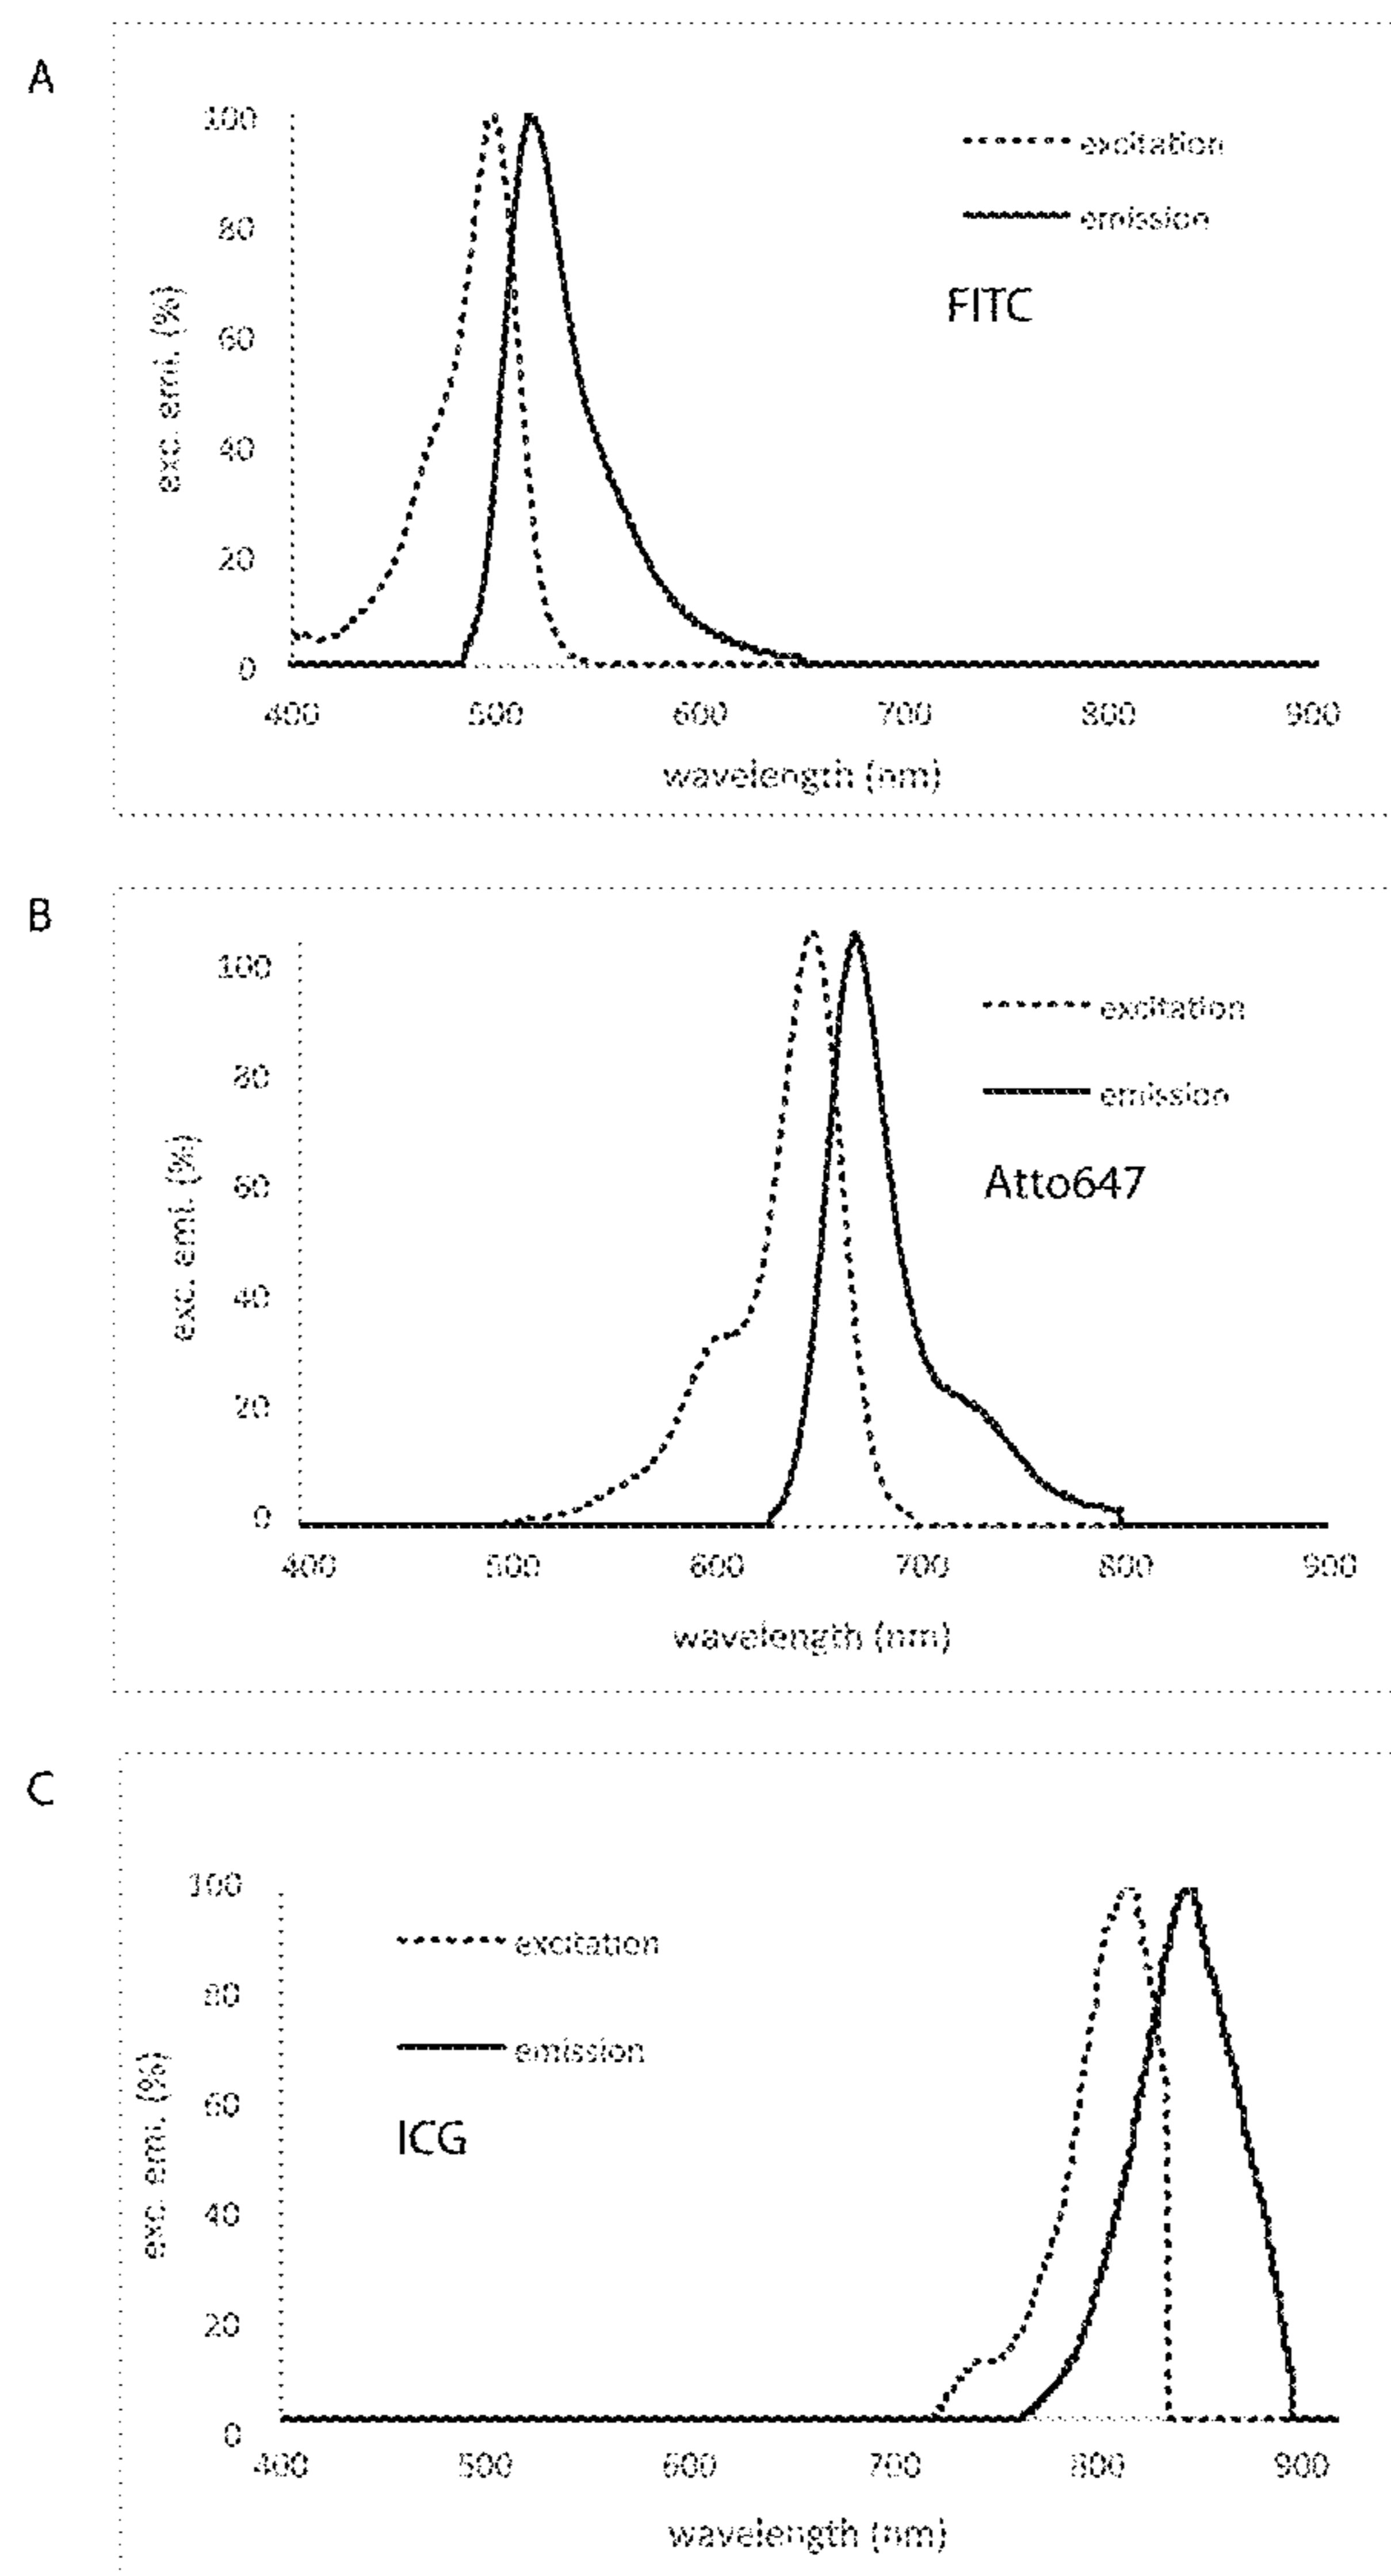 A
100
80
60
40
20
0
exc. emi. (%)
excitation
emission
FITC
400 500 600 700 800 900
wavelength (nm)
B
100
80
60
40
20
0
exc. emi. (%)
excitation
emission
Atto647
400 500 600 700 800 900
wavelength (nm)
C
100
80
60
40
20
0
exc. emi. (%)
excitation
emission
ICG
400 500 600 700 800 900
wavelength (nm)